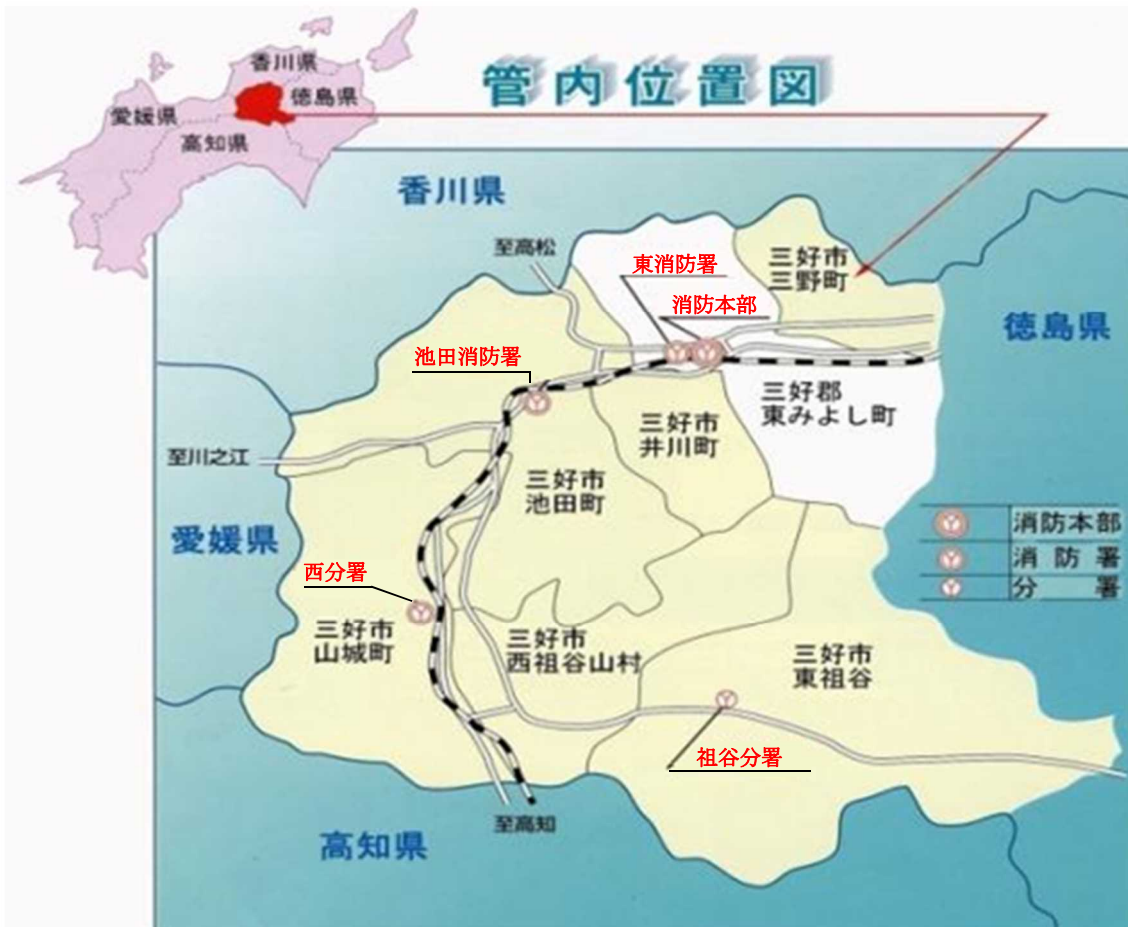 管内位置図
香川県
徳島県
愛媛県
高知県
香川県
至高松
東消防署
三好市
三野町
消防本部
徳島県
池田消防署
三好郡
東みよし町
三好市
井川町
至川之江
三好市
池田町
愛媛県
消防本部
消防署
分署
西分署
三好市
山城町
三好市
西祖谷山村
三好市
東祖谷
祖谷分署
至高知
高知県